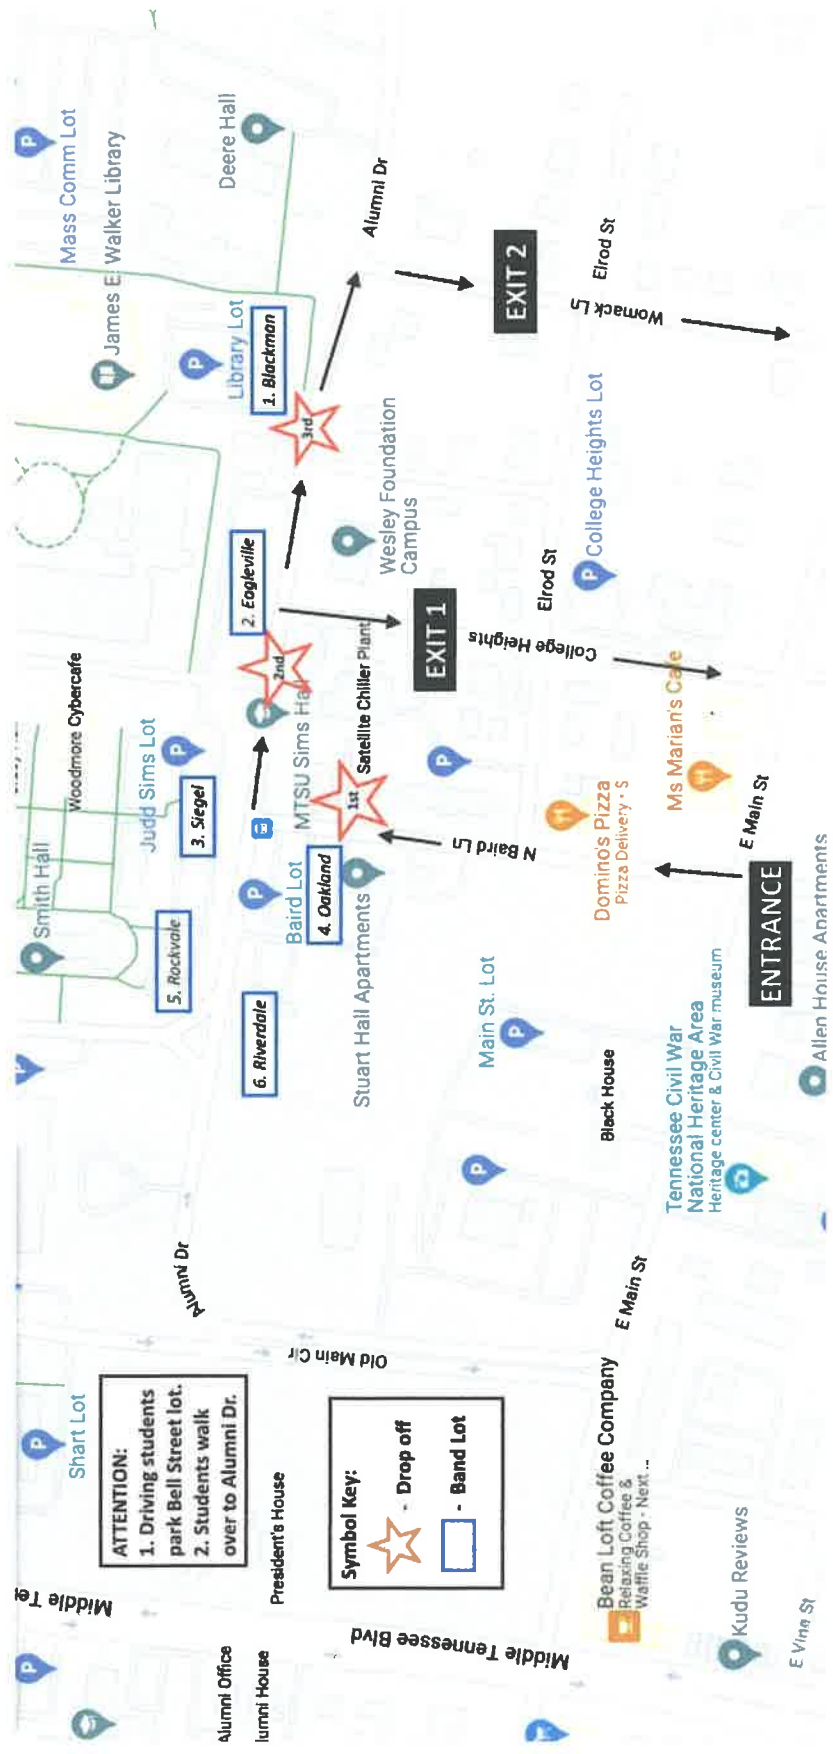 Mass Comm Lot
James E. Walker Library
Deere Hall
Library Lot
1. Blackman
3rd
Alumni Dr
EXIT 2
Elrod St
Womack Ln
Wesley Foundation
Campus
College Heights Lot
2. Eagleville
2nd
EXIT 1
Elrod St
College Heights
Woodmore Cybercafe
Judd Sims Lot
3. Siegel
MTSU Sims Hall
Satellite Chiller Plant
1st
Ms Marian's Cafe
Smith Hall
5. Rockvale
Baird Lot
4. Oakland
N Baird Ln
Domino's Pizza
Pizza Delivery · $
E Main St
6. Riverdale
Stuart Hall Apartments
Main St. Lot
ENTRANCE
Allen House Apartments
Black House
Tennessee Civil War
National Heritage Area
Heritage center & Civil War museum
Alumni Dr
Old Main Cir
E Main St
Shart Lot
ATTENTION:
1. Driving students
park Bell Street lot.
2. Students walk
over to Alumni Dr.
Symbol Key:
- Drop off
- Band Lot
President's House
Bean Loft Coffee Company
Relaxing Coffee &
Waffle Shop · Next ...
Middle Te
Middle Tennessee Blvd
Alumni Office
lumni House
Kudu Reviews
E Vine St
P
P
P
P
P
P
P
P
P
P
P